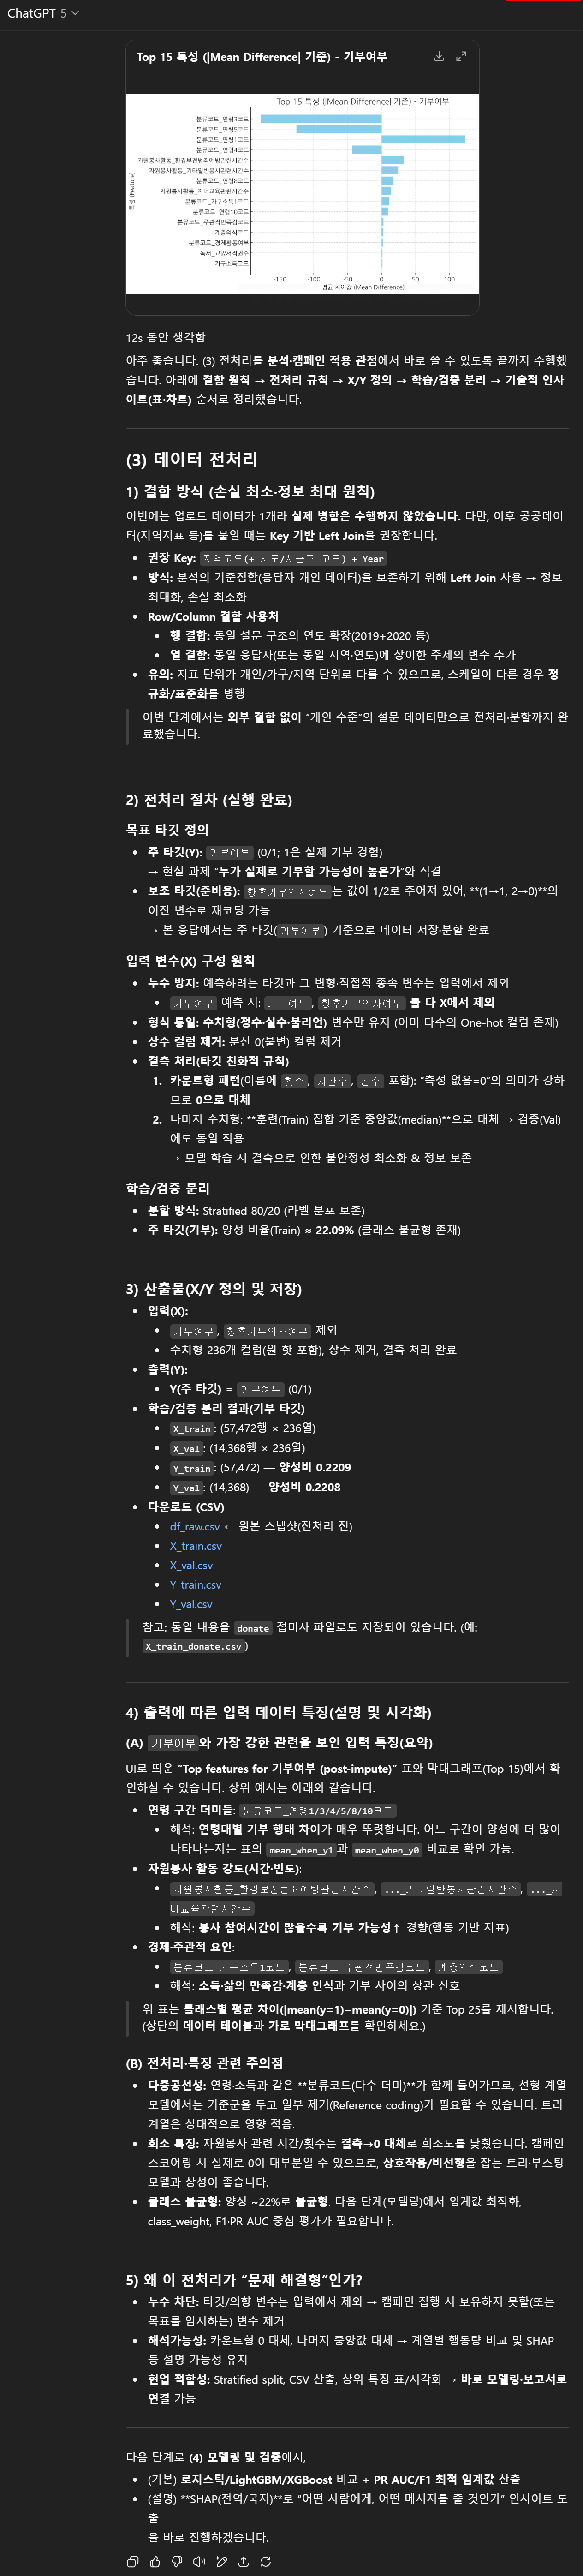 ChatGPT 5
Top 15 특성 (|Mean Difference| 기준) - 기부여부
Top 15 특성 (|Mean Difference| 기준) - 기부여부
특성 (Feature)
분류코드_연령3코드
분류코드_연령5코드
분류코드_연령1코드
분류코드_연령4코드
자원봉사활동_환경보전범죄예방관련시간수
자원봉사활동_기타일반봉사관련시간수
분류코드_연령8코드
자원봉사활동_자녀교육관련시간수
분류코드_가구소득1코드
분류코드_연령10코드
분류코드_주관적만족감코드
계층의식코드
분류코드_경제활동여부
독서_교양서적권수
가구소득코드
-150 -100 -50 0 50 100
평균 차이값 (Mean Difference)
12s 동안 생각함
아주 좋습니다. (3) 전처리를 분석·캠페인 적용 관점에서 바로 쓸 수 있도록 끝까지 수행했
습니다. 아래에 결합 원칙 → 전처리 규칙 → X/Y 정의 → 학습/검증 분리 → 기술적 인사
이트(표·차트) 순서로 정리했습니다.
(3) 데이터 전처리
1) 결합 방식 (손실 최소·정보 최대 원칙)
이번에는 업로드 데이터가 1개라 실제 병합은 수행하지 않았습니다. 다만, 이후 공공데이
터(지역지표 등)를 붙일 때는 Key 기반 Left Join을 권장합니다.
• 권장 Key: 지역코드(+ 시도/시군구 코드) + Year
• 방식: 분석의 기준집합(응답자 개인 데이터)을 보존하기 위해 Left Join 사용 → 정보
최대화, 손실 최소화
• Row/Column 결합 사용처
• 행 결합: 동일 설문 구조의 연도 확장(2019+2020 등)
• 열 결합: 동일 응답자(또는 동일 지역·연도)에 상이한 주제의 변수 추가
• 유의: 지표 단위가 개인/가구/지역 단위로 다를 수 있으므로, 스케일이 다른 경우 정
규화/표준화를 병행
이번 단계에서는 외부 결합 없이 “개인 수준”의 설문 데이터만으로 전처리·분할까지 완
료했습니다.
2) 전처리 절차 (실행 완료)
목표 타깃 정의
• 주 타깃(Y): 기부여부 (0/1; 1은 실제 기부 경험)
→ 현실 과제 “누가 실제로 기부할 가능성이 높은가”와 직결
• 보조 타깃(준비용): 향후기부의사여부는 값이 1/2로 주어져 있어, **(1→1, 2→0)**의
이진 변수로 재코딩 가능
→ 본 응답에서는 주 타깃(기부여부) 기준으로 데이터 저장·분할 완료
입력 변수(X) 구성 원칙
• 누수 방지: 예측하려는 타깃과 그 변형·직접적 종속 변수는 입력에서 제외
• 기부여부 예측 시: 기부여부, 향후기부의사여부 둘 다 X에서 제외
• 형식 통일: 수치형(정수·실수·불리언) 변수만 유지 (이미 다수의 One-hot 컬럼 존재)
• 상수 컬럼 제거: 분산 0(불변) 컬럼 제거
• 결측 처리(타깃 친화적 규칙)
1. 카운트형 패턴(이름에 횟수, 시간수, 건수 포함): “측정 없음=0”의 의미가 강하
므로 0으로 대체
2. 나머지 수치형: **훈련(Train) 집합 기준 중앙값(median)**으로 대체 → 검증(Val)
에도 동일 적용
→ 모델 학습 시 결측으로 인한 불안정성 최소화 & 정보 보존
학습/검증 분리
• 분할 방식: Stratified 80/20 (라벨 분포 보존)
• 주 타깃(기부): 양성 비율(Train) ≈ 22.09% (클래스 불균형 존재)
3) 산출물(X/Y 정의 및 저장)
• 입력(X):
• 기부여부, 향후기부의사여부 제외
• 수치형 236개 컬럼(원-핫 포함), 상수 제거, 결측 처리 완료
• 출력(Y):
• Y(주 타깃) = 기부여부 (0/1)
• 학습/검증 분리 결과(기부 타깃)
• X_train: (57,472행 × 236열)
• X_val: (14,368행 × 236열)
• Y_train: (57,472) — 양성비 0.2209
• Y_val: (14,368) — 양성비 0.2208
• 다운로드 (CSV)
• df_raw.csv ← 원본 스냅샷(전처리 전)
• X_train.csv
• X_val.csv
• Y_train.csv
• Y_val.csv
참고: 동일 내용을 donate 접미사 파일로도 저장되어 있습니다. (예:
X_train_donate.csv)
4) 출력에 따른 입력 데이터 특징(설명 및 시각화)
(A) 기부여부와 가장 강한 관련을 보인 입력 특징(요약)
UI로 띄운 “Top features for 기부여부 (post-impute)” 표와 막대그래프(Top 15)에서 확
인하실 수 있습니다. 상위 예시는 아래와 같습니다.
• 연령 구간 더미들: 분류코드_연령1/3/4/5/8/10코드
• 해석: 연령대별 기부 행태 차이가 매우 뚜렷합니다. 어느 구간이 양성에 더 많이
나타나는지는 표의 mean_when_y1과 mean_when_y0 비교로 확인 가능.
• 자원봉사 활동 강도(시간·빈도):
• 자원봉사활동_환경보전범죄예방관련시간수, ..._기타일반봉사관련시간수, ..._자
녀교육관련시간수
• 해석: 봉사 참여시간이 많을수록 기부 가능성↑ 경향(행동 기반 지표)
• 경제·주관적 요인:
• 분류코드_가구소득1코드, 분류코드_주관적만족감코드, 계층의식코드
• 해석: 소득·삶의 만족감·계층 인식과 기부 사이의 상관 신호
위 표는 클래스별 평균 차이(|mean(y=1)−mean(y=0)|) 기준 Top 25를 제시합니다.
(상단의 데이터 테이블과 가로 막대그래프를 확인하세요.)
(B) 전처리·특징 관련 주의점
• 다중공선성: 연령·소득과 같은 **분류코드(다수 더미)**가 함께 들어가므로, 선형 계열
모델에서는 기준군을 두고 일부 제거(Reference coding)가 필요할 수 있습니다. 트리
계열은 상대적으로 영향 적음.
• 희소 특징: 자원봉사 관련 시간/횟수는 결측→0 대체로 희소도를 낮췄습니다. 캠페인
스코어링 시 실제로 0이 대부분일 수 있으므로, 상호작용/비선형을 잡는 트리·부스팅
모델과 상성이 좋습니다.
• 클래스 불균형: 양성 ~22%로 불균형. 다음 단계(모델링)에서 임계값 최적화,
class_weight, F1·PR AUC 중심 평가가 필요합니다.
5) 왜 이 전처리가 “문제 해결형”인가?
• 누수 차단: 타깃/의향 변수는 입력에서 제외 → 캠페인 집행 시 보유하지 못할(또는
목표를 암시하는) 변수 제거
• 해석가능성: 카운트형 0 대체, 나머지 중앙값 대체 → 계열별 행동량 비교 및 SHAP
등 설명 가능성 유지
• 현업 적합성: Stratified split, CSV 산출, 상위 특징 표/시각화 → 바로 모델링·보고서로
연결 가능
다음 단계로 (4) 모델링 및 검증에서,
• (기본) 로지스틱/LightGBM/XGBoost 비교 + PR AUC/F1 최적 임계값 산출
• (설명) **SHAP(전역/국지)**로 “어떤 사람에게, 어떤 메시지를 줄 것인가” 인사이트 도
출
을 바로 진행하겠습니다.